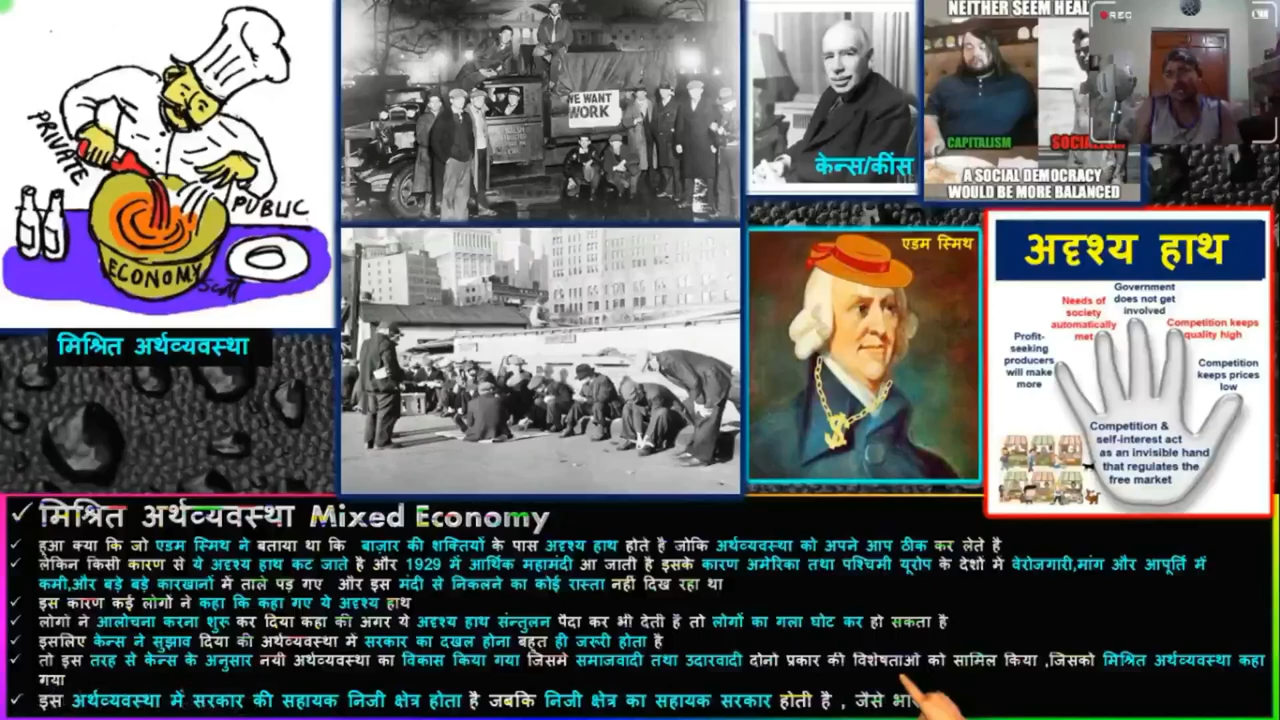 PRIVATE
PUBLIC
ECONOMY
Scott
मिश्रित अर्थव्यवस्था
WE WANT
WORK
केन्स/कींस
NEITHER SEEM HEAL
CAPITALISM
A SOCIAL DEMOCRACY
WOULD BE MORE BALANCED
REC
एडम स्मिथ
अदृश्य हाथ
Government
does not get
involved
Needs of
society
automatically
met
Competition keeps
quality high
Profit-
seeking
producers
will make
more
Competition
keeps prices
low
Competition &
self-interest act
as an invisible hand
that regulates the
free market
✓ मिश्रित अर्थव्यवस्था Mixed Economy
✓ हुआ क्या कि जो एडम स्मिथ ने बताया था कि बाज़ार की शक्तियों के पास अदृश्य हाथ होते है जोकि अर्थव्यवस्था को अपने आप ठीक कर लेते है
✓ लेकिन किसी कारण से ये अदृश्य हाथ कट जाते है और 1929 में आर्थिक महामंदी आ जाती है इसके कारण अमेरिका तथा पश्चिमी यूरोप के देशों में वेरोजगारी,मांग और आपूर्ति में
कमी,और बड़े बड़े कारखानों में ताले पड़ गए और इस मंदी से निकलने का कोई रास्ता नहीं दिख रहा था
✓ इस कारण कई लोगों ने कहा कि कहा गए ये अदृश्य हाथ
✓ लोगो ने आलोचना करना शुरू कर दिया कहा की अगर ये अदृश्य हाथ सन्तुलन पैदा कर भी देती हैं तो लोगों का गला घोट कर हो सकता है
✓ इसलिए केन्स ने सुझाव दिया की अर्थव्यवस्था में सरकार का दखल होना बहुत ही जरूरी होता है
✓ तो इस तरह से केन्स के अनुसार नयी अर्थव्यवस्था का विकास किया गया जिसमें समाजवादी तथा उदारवादी दोनो प्रकार की विशेषताओं को सामिल किया ,जिसको मिश्रित अर्थव्यवस्था कहा
गया
✓ इस अर्थव्यवस्था में सरकार की सहायक निजी क्षेत्र होता है जबकि निजी क्षेत्र का सहायक सरकार होती है , जैसे